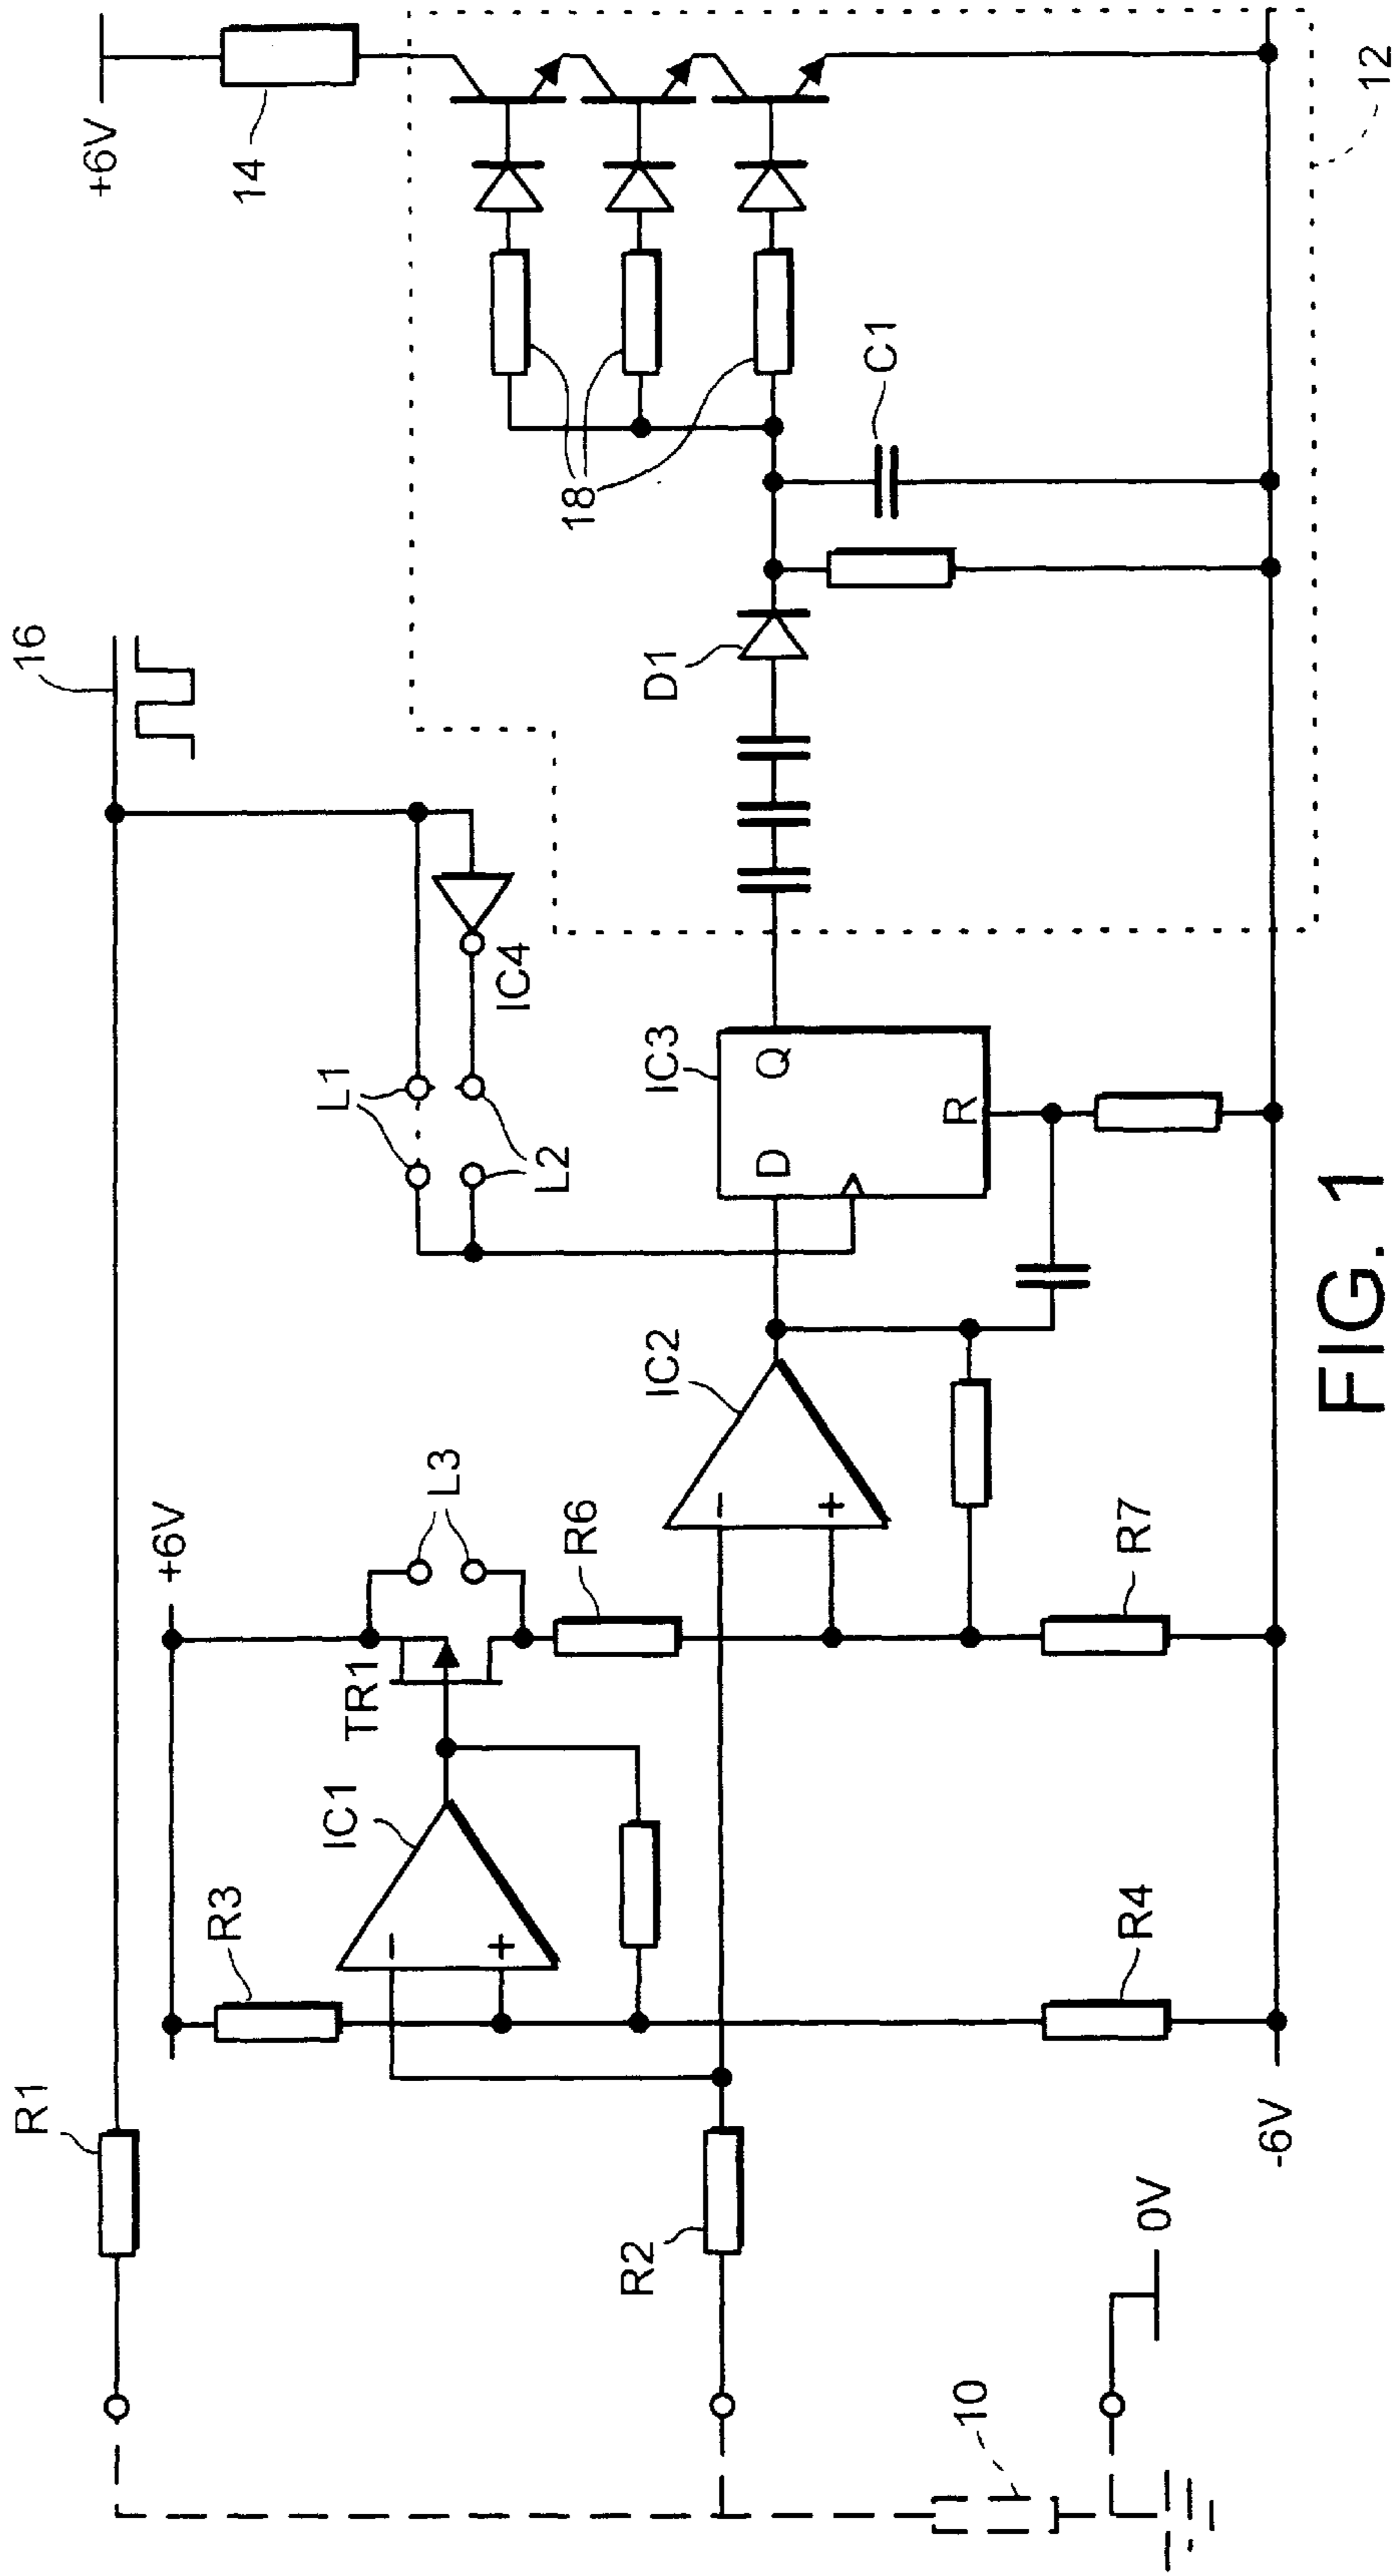 +6V
14
16
12
18
C1
D1
IC4
L1
L2
IC3
D
Q
R
IC2
-
+
L3
+6V
TR1
R6
R7
IC1
-
+
R3
R4
R1
R2
-6V
0V
10
FIG. 1